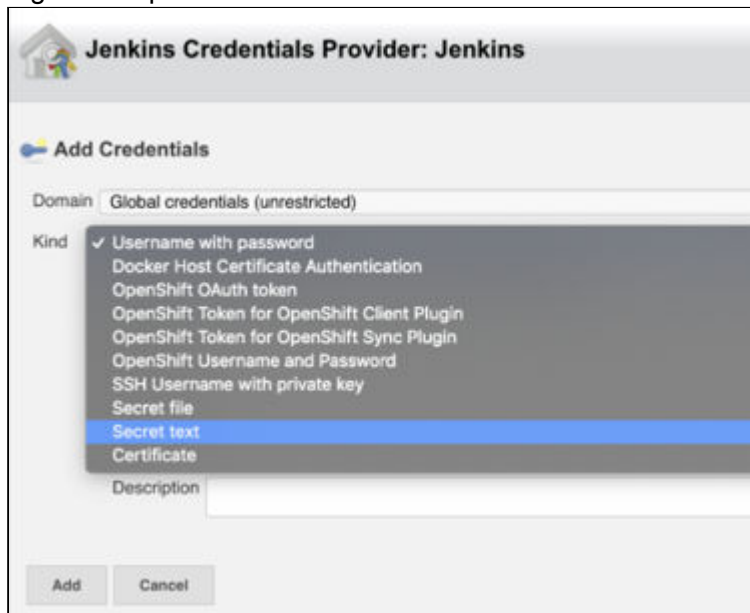 Jenkins Credentials Provider: Jenkins
Add Credentials
Domain Global credentials (unrestricted)
Kind ✓ Username with password
Docker Host Certificate Authentication
OpenShift OAuth token
OpenShift Token for OpenShift Client Plugin
OpenShift Token for OpenShift Sync Plugin
OpenShift Username and Password
SSH Username with private key
Secret file
Secret text
Certificate
Description
Add Cancel